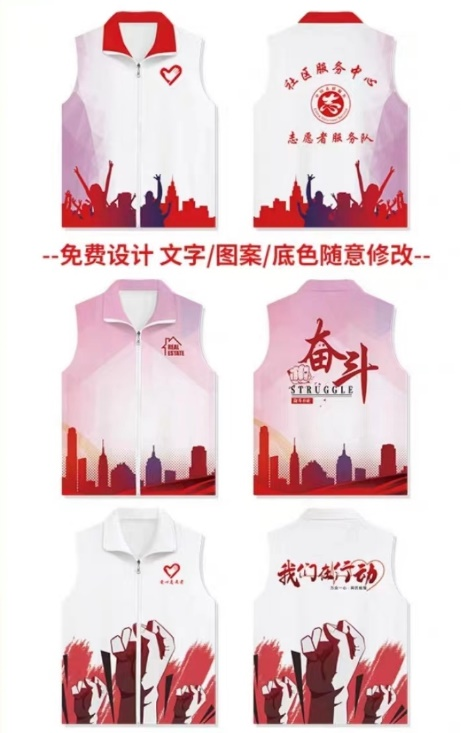 社区服务中心
志
志愿者服务队
--免费设计 文字/图案/底色随意修改--
REAL
ESTATE
奋斗
STRUGGLE
我们在行动